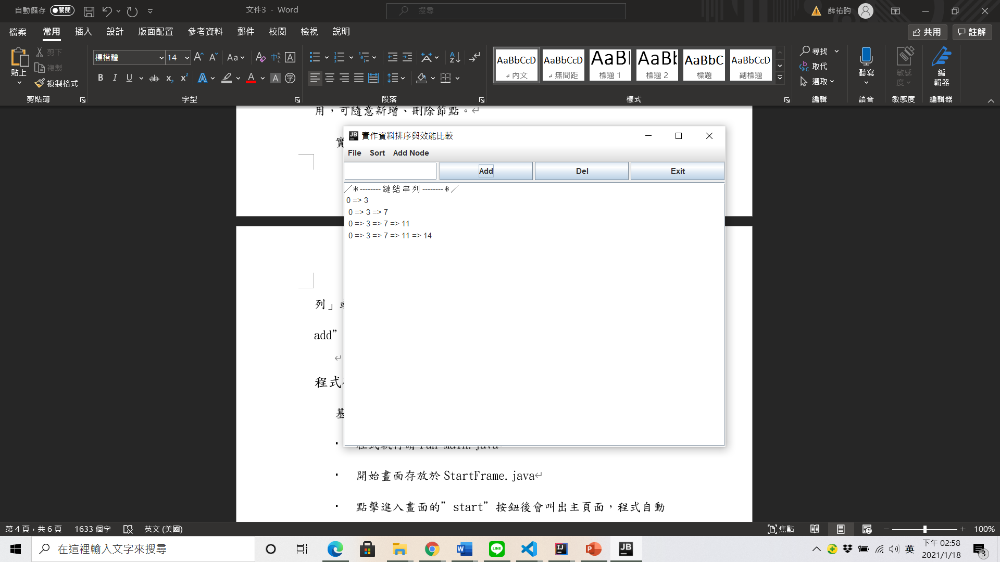 自動儲存 關閉
文件3 - Word
搜尋
薛祐昀
檔案 常用 插入 設計 版面配置 參考資料 郵件 校閱 檢視 說明
共用 註解
貼上
剪下
複製
複製格式
剪貼簿
標楷體 14
字型
段落
AaBbCcD AaBbCcD AaBl AaBb AaBbC AaBbCcD
內文 無間距 標題 1 標題 2 標題 副標題
樣式
尋找
取代
選取
編輯
聽寫
語音
敏感度
敏感度
編輯器
編輯器
用，可隨意新增、刪除節點。
實作資料排序與效能比較
File Sort Add Node
Add Del Exit
／*--------鏈結串列--------*／
0 => 3
0 => 3 => 7
0 => 3 => 7 => 11
0 => 3 => 7 => 11 => 14
列」
add”
程式
開始畫面存放於 StartFrame.java
點擊進入畫面的”start”按鈕後會叫出主頁面，程式自動
第 4 頁，共 6 頁 1633 個字 英文 (美國)
焦點 100%
在這裡輸入文字來搜尋
英
下午 02:58
2021/1/18
3